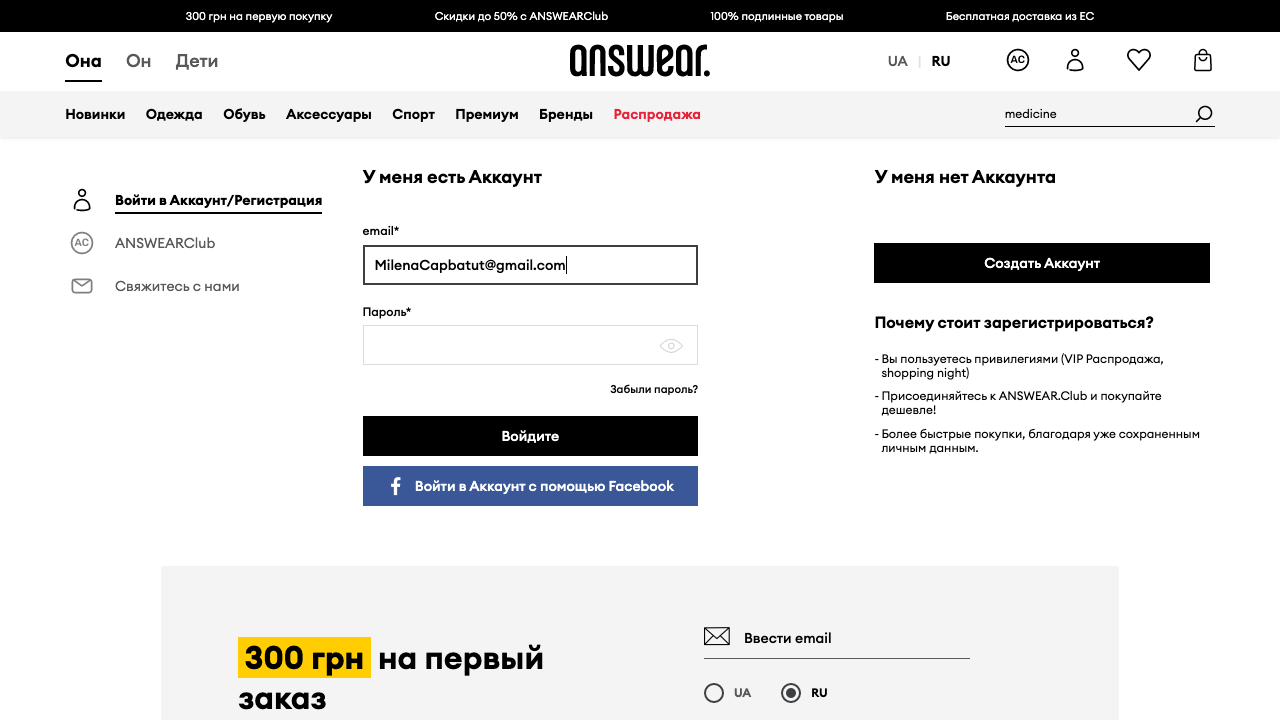 300 грн на первую покупку
Скидки до 50% с ANSWEARClub
100% подлинные товары
Бесплатная доставка из ЕС
Она
Он
Дети
answear.
UA | RU
AC
Новинки
Одежда
Обувь
Аксессуары
Спорт
Премиум
Бренды
Распродажа
medicine
Войти в Аккаунт/Регистрация
AC
ANSWEARClub
Свяжитесь с нами
У меня есть Аккаунт
email*
MilenaCapbatut@gmail.com
Пароль*
Забыли пароль?
Войдите
Войти в Аккаунт с помощью Facebook
У меня нет Аккаунта
Создать Аккаунт
Почему стоит зарегистрироваться?
- Вы пользуетесь привилегиями (VIP Распродажа,
shopping night)
- Присоединяйтесь к ANSWEAR.Club и покупайте
дешевле!
- Более быстрые покупки, благодаря уже сохраненным
личным данным.
300 грн на первый
заказ
Ввести email
UA
RU